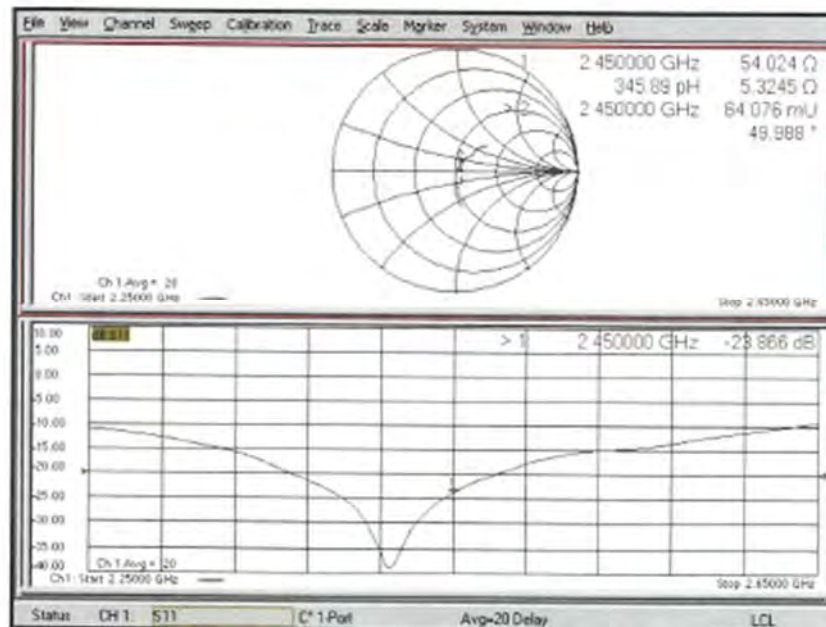 File View Channel Sweep Calibration Trace Scale Marker System Window Help
1 2.450000 GHz 54.024 Ω
345.89 pH 5.3245 Ω
>2 2.450000 GHz 64.076 mU
49.988 °
Ch 1 Avg = 20
Ch1: Start 2.25000 GHz Stop 2.65000 GHz
10.00
dB S11
> 1 2.450000 GHz -23.866 dB
5.00
0.00
-5.00
-10.00
-15.00
-20.00
-25.00
1
-30.00
-35.00
-40.00
Ch 1 Avg = 20
Ch1: Start 2.25000 GHz Stop 2.65000 GHz
Status CH 1: S11 C* 1-Port Avg=20 Delay LCL